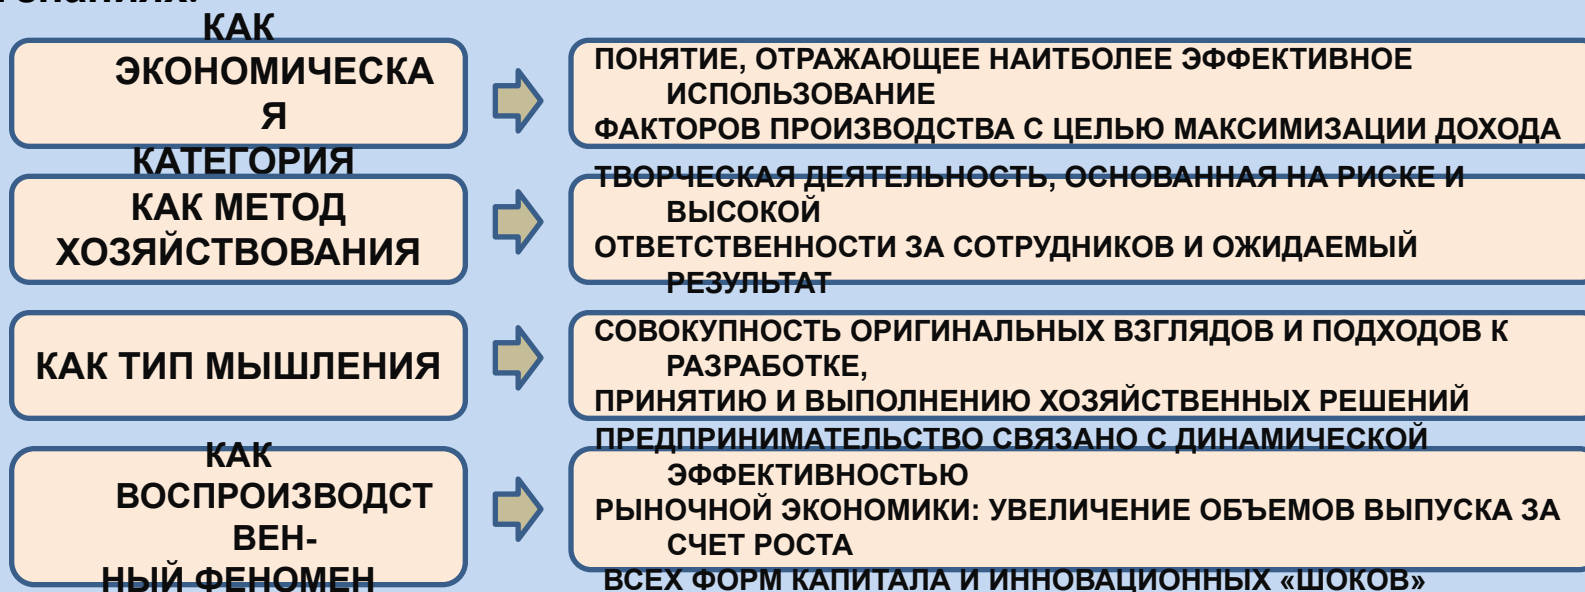 КАК
ЭКОНОМИЧЕСКА
Я
КАТЕГОРИЯ
ПОНЯТИЕ, ОТРАЖАЮЩЕЕ НАИТБОЛЕЕ ЭФФЕКТИВНОЕ
ИСПОЛЬЗОВАНИЕ
ФАКТОРОВ ПРОИЗВОДСТВА С ЦЕЛЬЮ МАКСИМИЗАЦИИ ДОХОДА
КАК МЕТОД
ХОЗЯЙСТВОВАНИЯ
ТВОРЧЕСКАЯ ДЕЯТЕЛЬНОСТЬ, ОСНОВАННАЯ НА РИСКЕ И
ВЫСОКОЙ
ОТВЕТСТВЕННОСТИ ЗА СОТРУДНИКОВ И ОЖИДАЕМЫЙ
РЕЗУЛЬТАТ
КАК ТИП МЫШЛЕНИЯ
СОВОКУПНОСТЬ ОРИГИНАЛЬНЫХ ВЗГЛЯДОВ И ПОДХОДОВ К
РАЗРАБОТКЕ,
ПРИНЯТИЮ И ВЫПОЛНЕНИЮ ХОЗЯЙСТВЕННЫХ РЕШЕНИЙ
КАК
ВОСПРОИЗВОДСТ
ВЕН-
НЫЙ ФЕНОМЕН
ПРЕДПРИНИМАТЕЛЬСТВО СВЯЗАНО С ДИНАМИЧЕСКОЙ
ЭФФЕКТИВНОСТЬЮ
РЫНОЧНОЙ ЭКОНОМИКИ: УВЕЛИЧЕНИЕ ОБЪЕМОВ ВЫПУСКА ЗА
СЧЕТ РОСТА
ВСЕХ ФОРМ КАПИТАЛА И ИННОВАЦИОННЫХ «ШОКОВ»